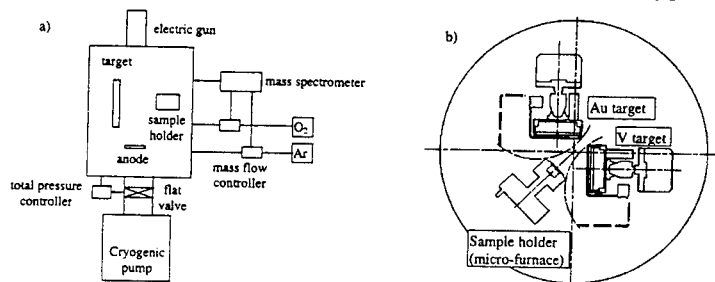 a)
electric gun
target
mass spectrometer
sample
holder
O₂
anode
Ar
mass flow
controller
total pressure
controller
flat
valve
Cryogenic
pump
b)
Au target
V target
Sample holder
(micro-furnace)